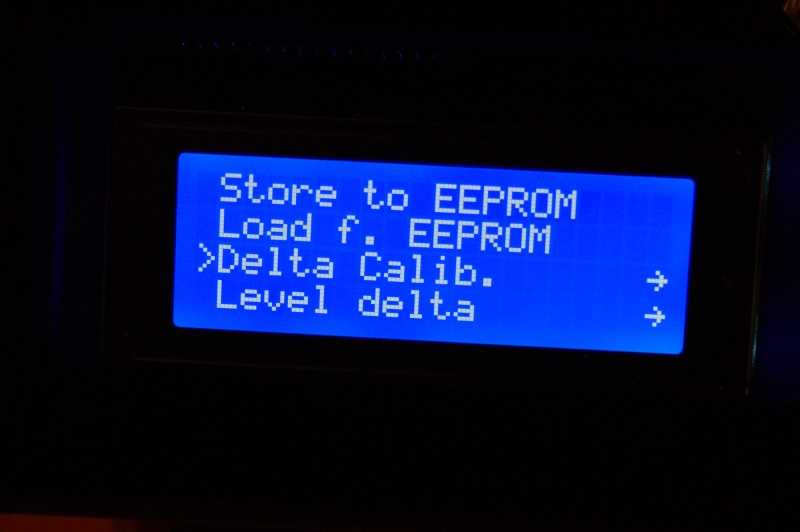 Store to EEPROM
Load f. EEPROM
>Delta Calib. →
Level delta →